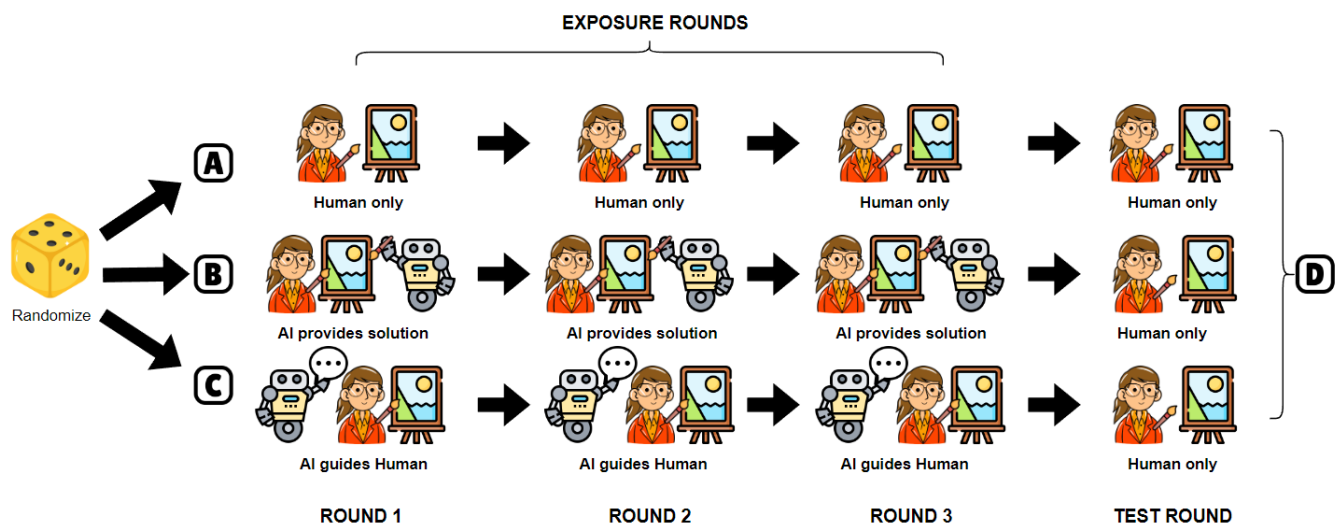 EXPOSURE ROUNDS
A
Human only
Human only
Human only
Human only
Randomize
B
AI provides solution
AI provides solution
AI provides solution
Human only
D
C
AI guides Human
AI guides Human
AI guides Human
Human only
ROUND 1
ROUND 2
ROUND 3
TEST ROUND